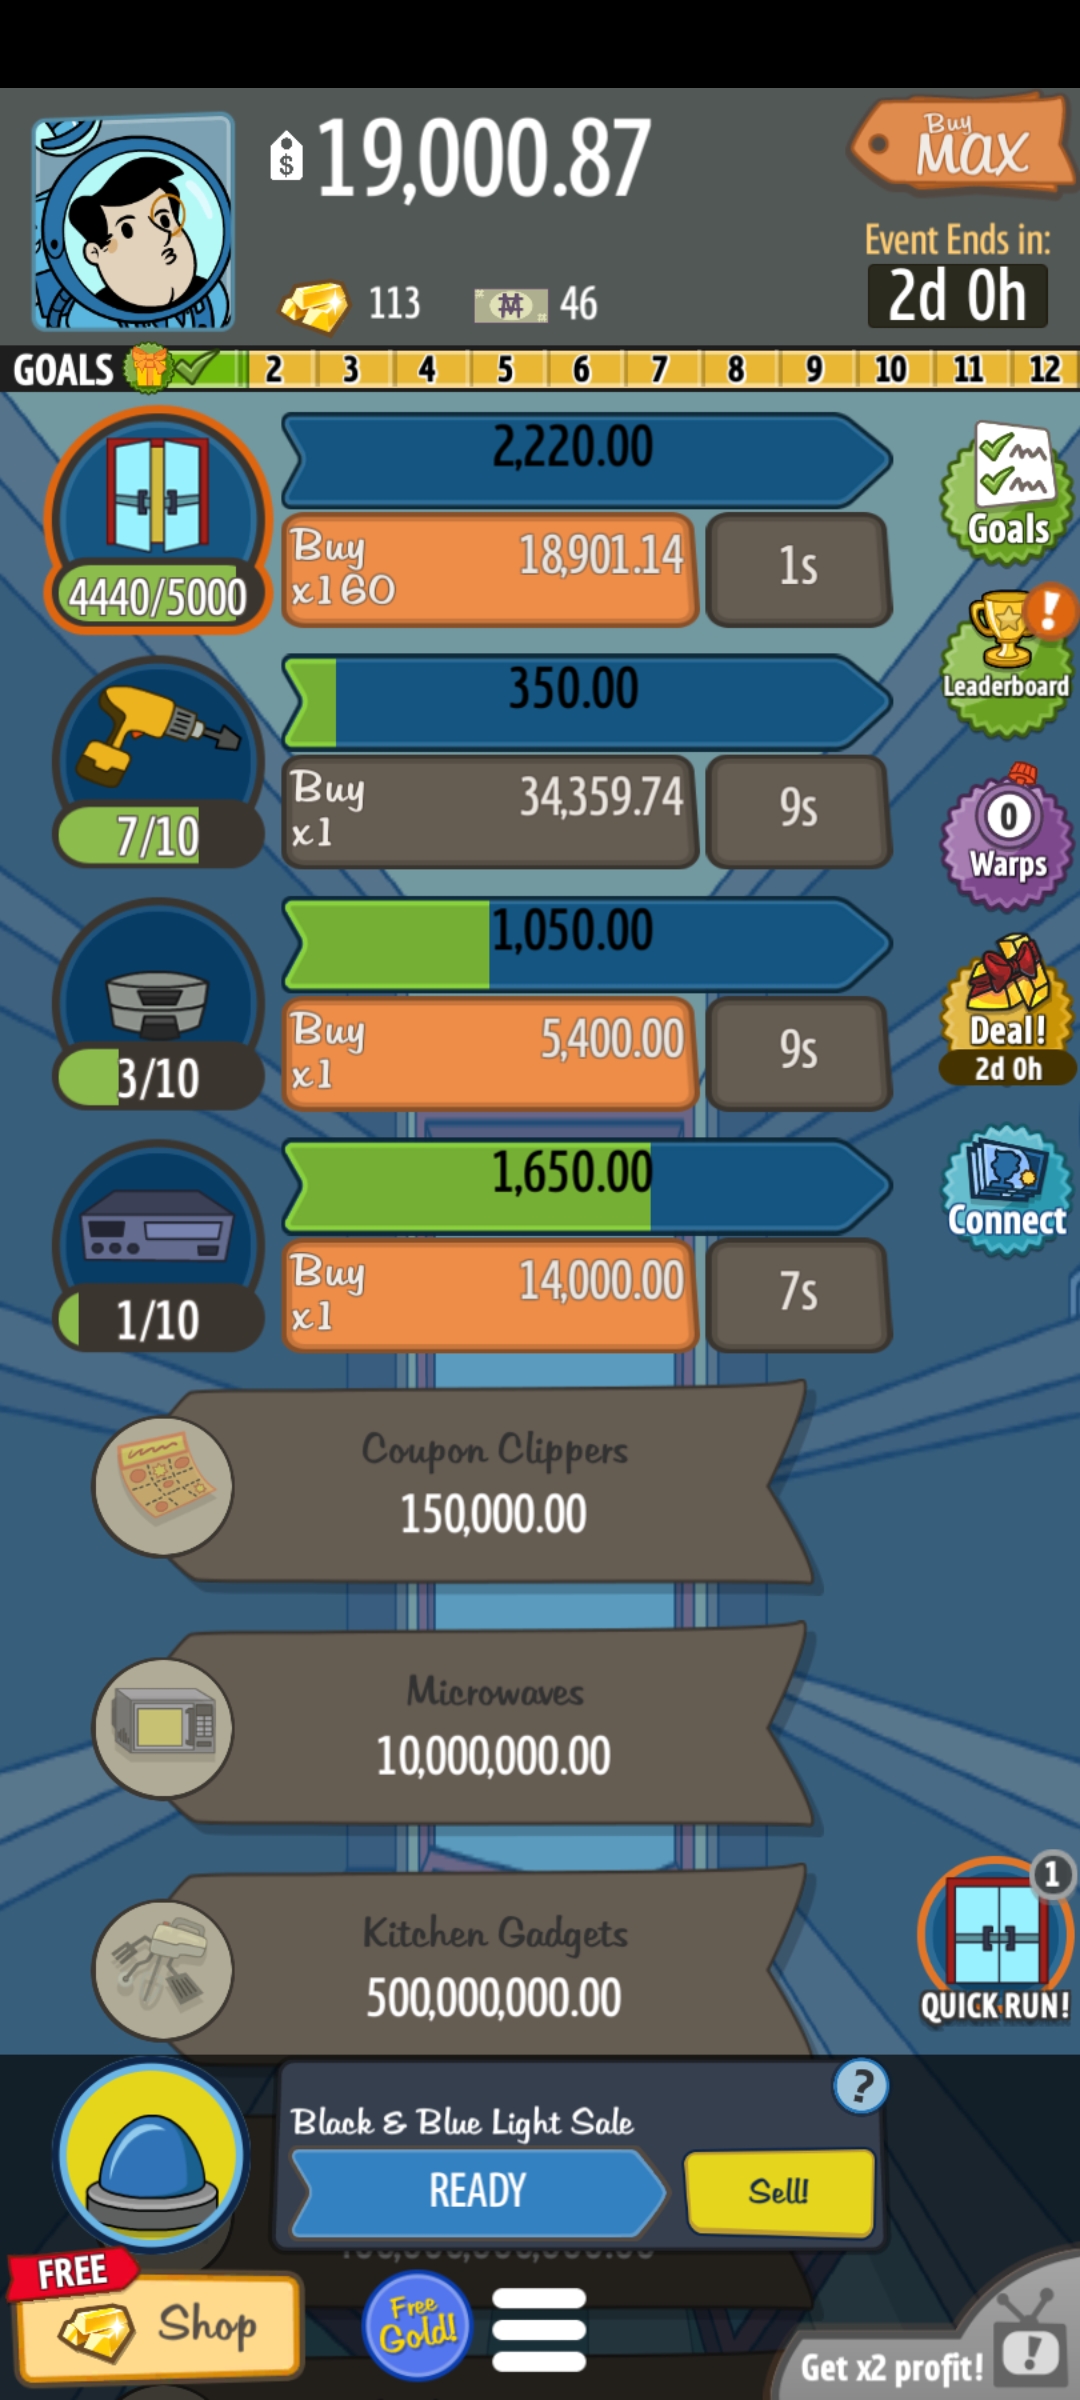 $ 19,000.87
Buy
MAX
113
46
Event Ends in:
2d 0h
GOALS 2 3 4 5 6 7 8 9 10 11 12
2,220.00
4440/5000
Buy
x160
18,901.14
1s
Goals
350.00
7/10
Buy
x1
34,359.74
9s
!
Leaderboard
1,050.00
3/10
Buy
x1
5,400.00
9s
0
Warps
1,650.00
1/10
Buy
x1
14,000.00
7s
Deal!
2d 0h
Connect
Coupon Clippers
150,000.00
Microwaves
10,000,000.00
Kitchen Gadgets
500,000,000.00
1
QUICK RUN!
Black & Blue Light Sale
?
READY
Sell!
FREE
Shop
Free
Gold!
Get x2 profit!
!